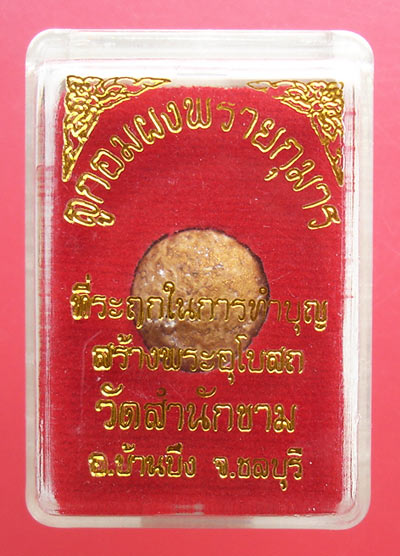 ลูกอมผงพรายกุมาร
ที่ระฤกในการทำบุญ
สร้างพระอุโบสถ
วัดสำนักขาม
อ.บ้านบึง จ.ชลบุรี